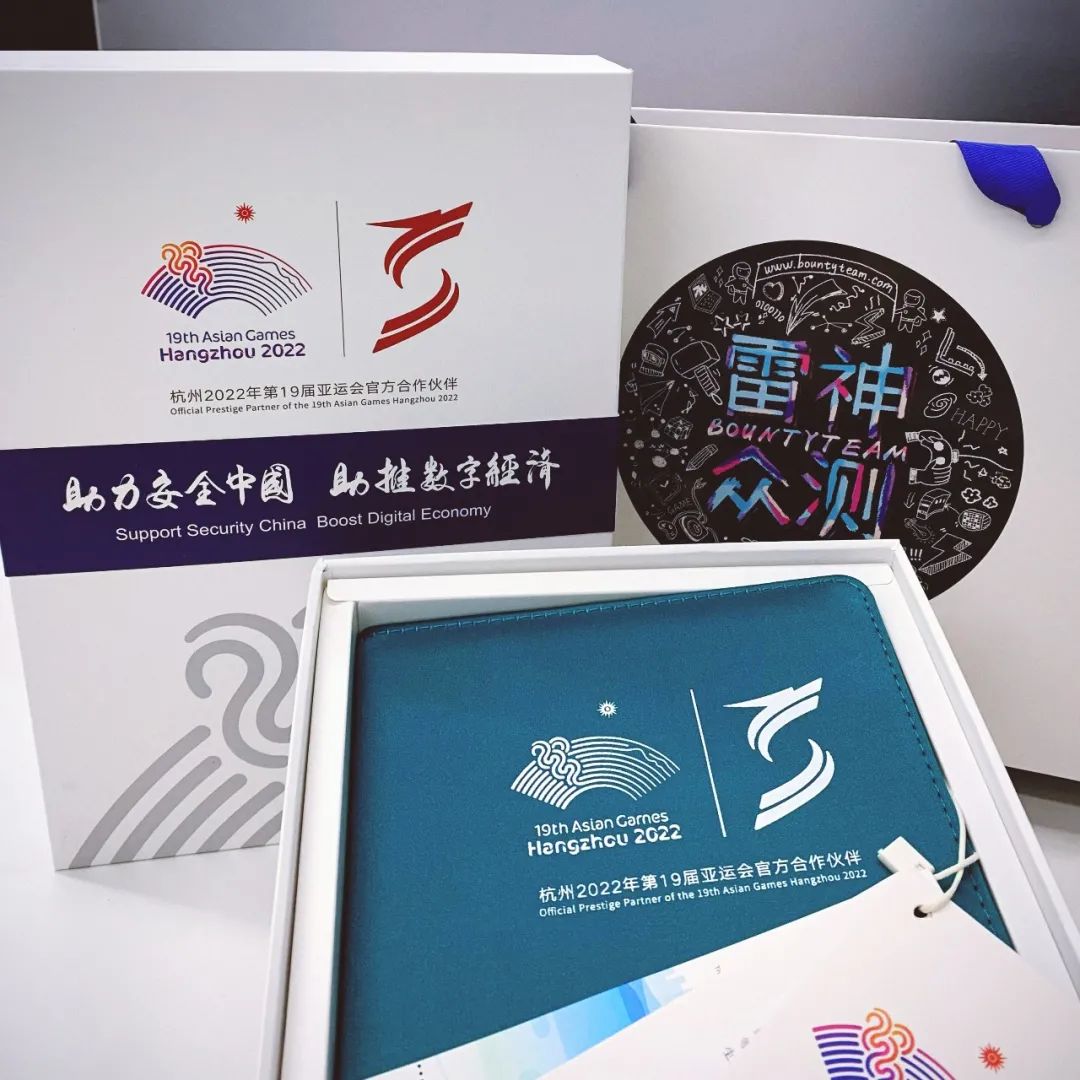 19th Asian Games
Hangzhou 2022
杭州2022年第19届亚运会官方合作伙伴
Official Prestige Partner of the 19th Asian Games Hangzhou 2022
助力安全中國 助推数字經济
Support Security China Boost Digital Economy
www.bountyteam.com
0100110
雷神
BOUNTYTEAM
众测
HAPPY
GAME
!!!
19th Asian Games
Hangzhou 2022
杭州2022年第19届亚运会官方合作伙伴
Official Prestige Partner of the 19th Asian Games Hangzhou 2022